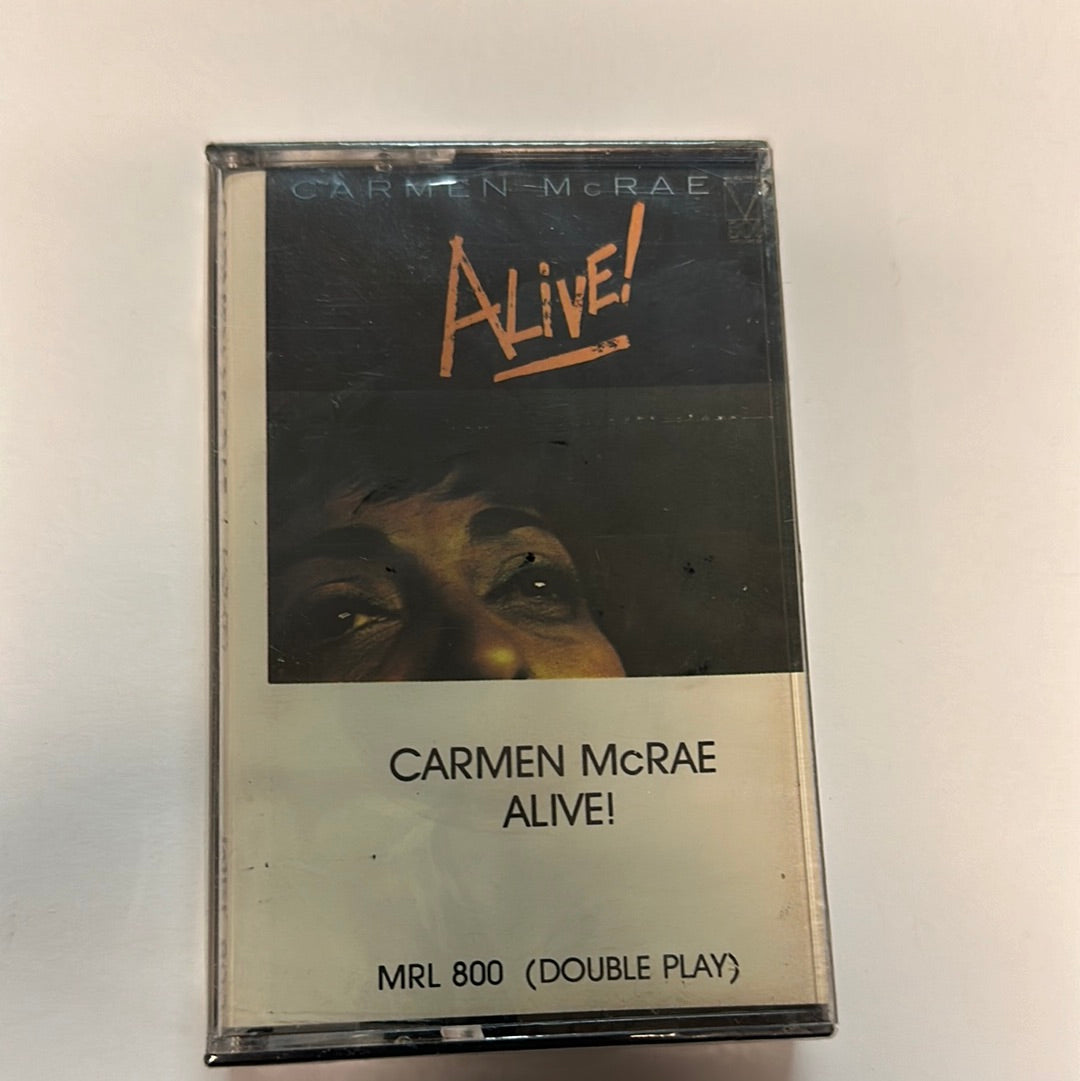 CARMEN McRAE
ALiVE!
CARMEN McRAE
ALIVE!
MRL 800 (DOUBLE PLAY)